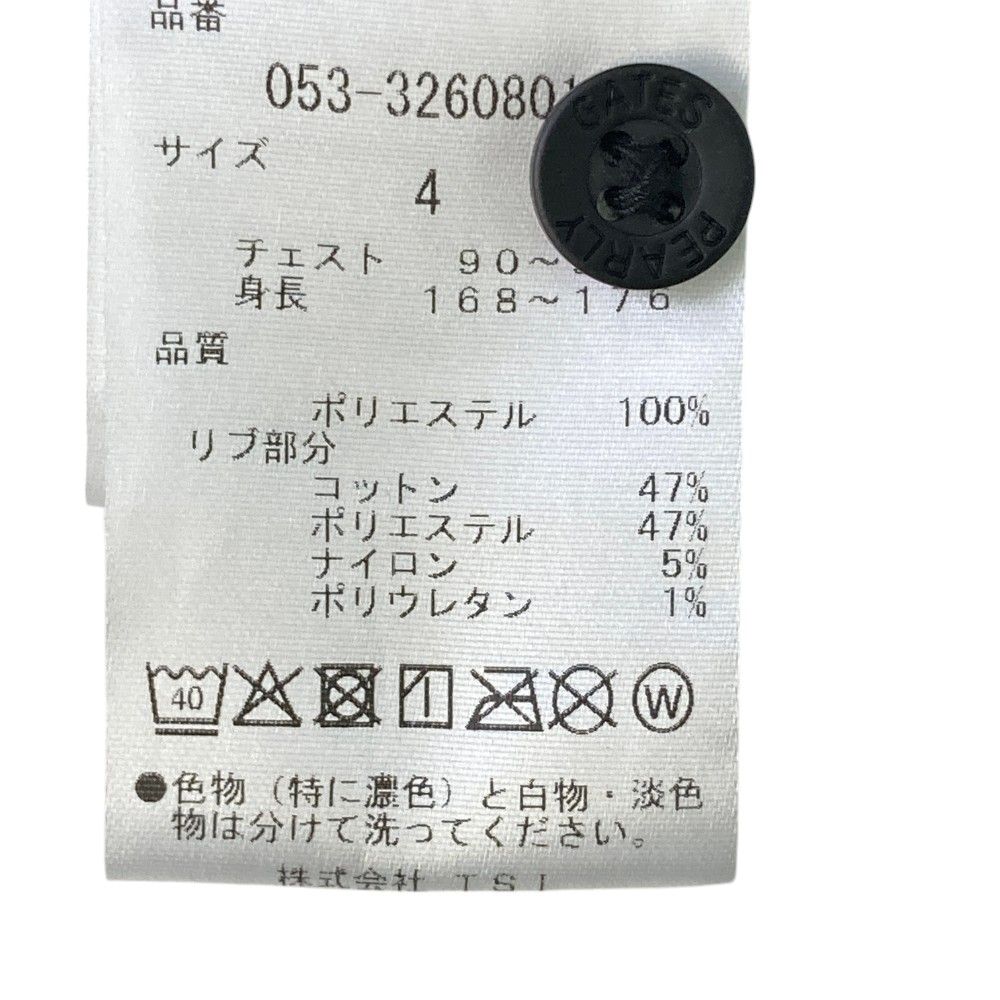 品番
053-3260801
GATES
PEARLY
サイズ
4
チェスト 90～
身長 168～176
品質
ポリエステル 100%
リブ部分
コットン 47%
ポリエステル 47%
ナイロン 5%
ポリウレタン 1%
40
W
●色物（特に濃色）と白物・淡色
物は分けて洗ってください。
株式会社 TSI